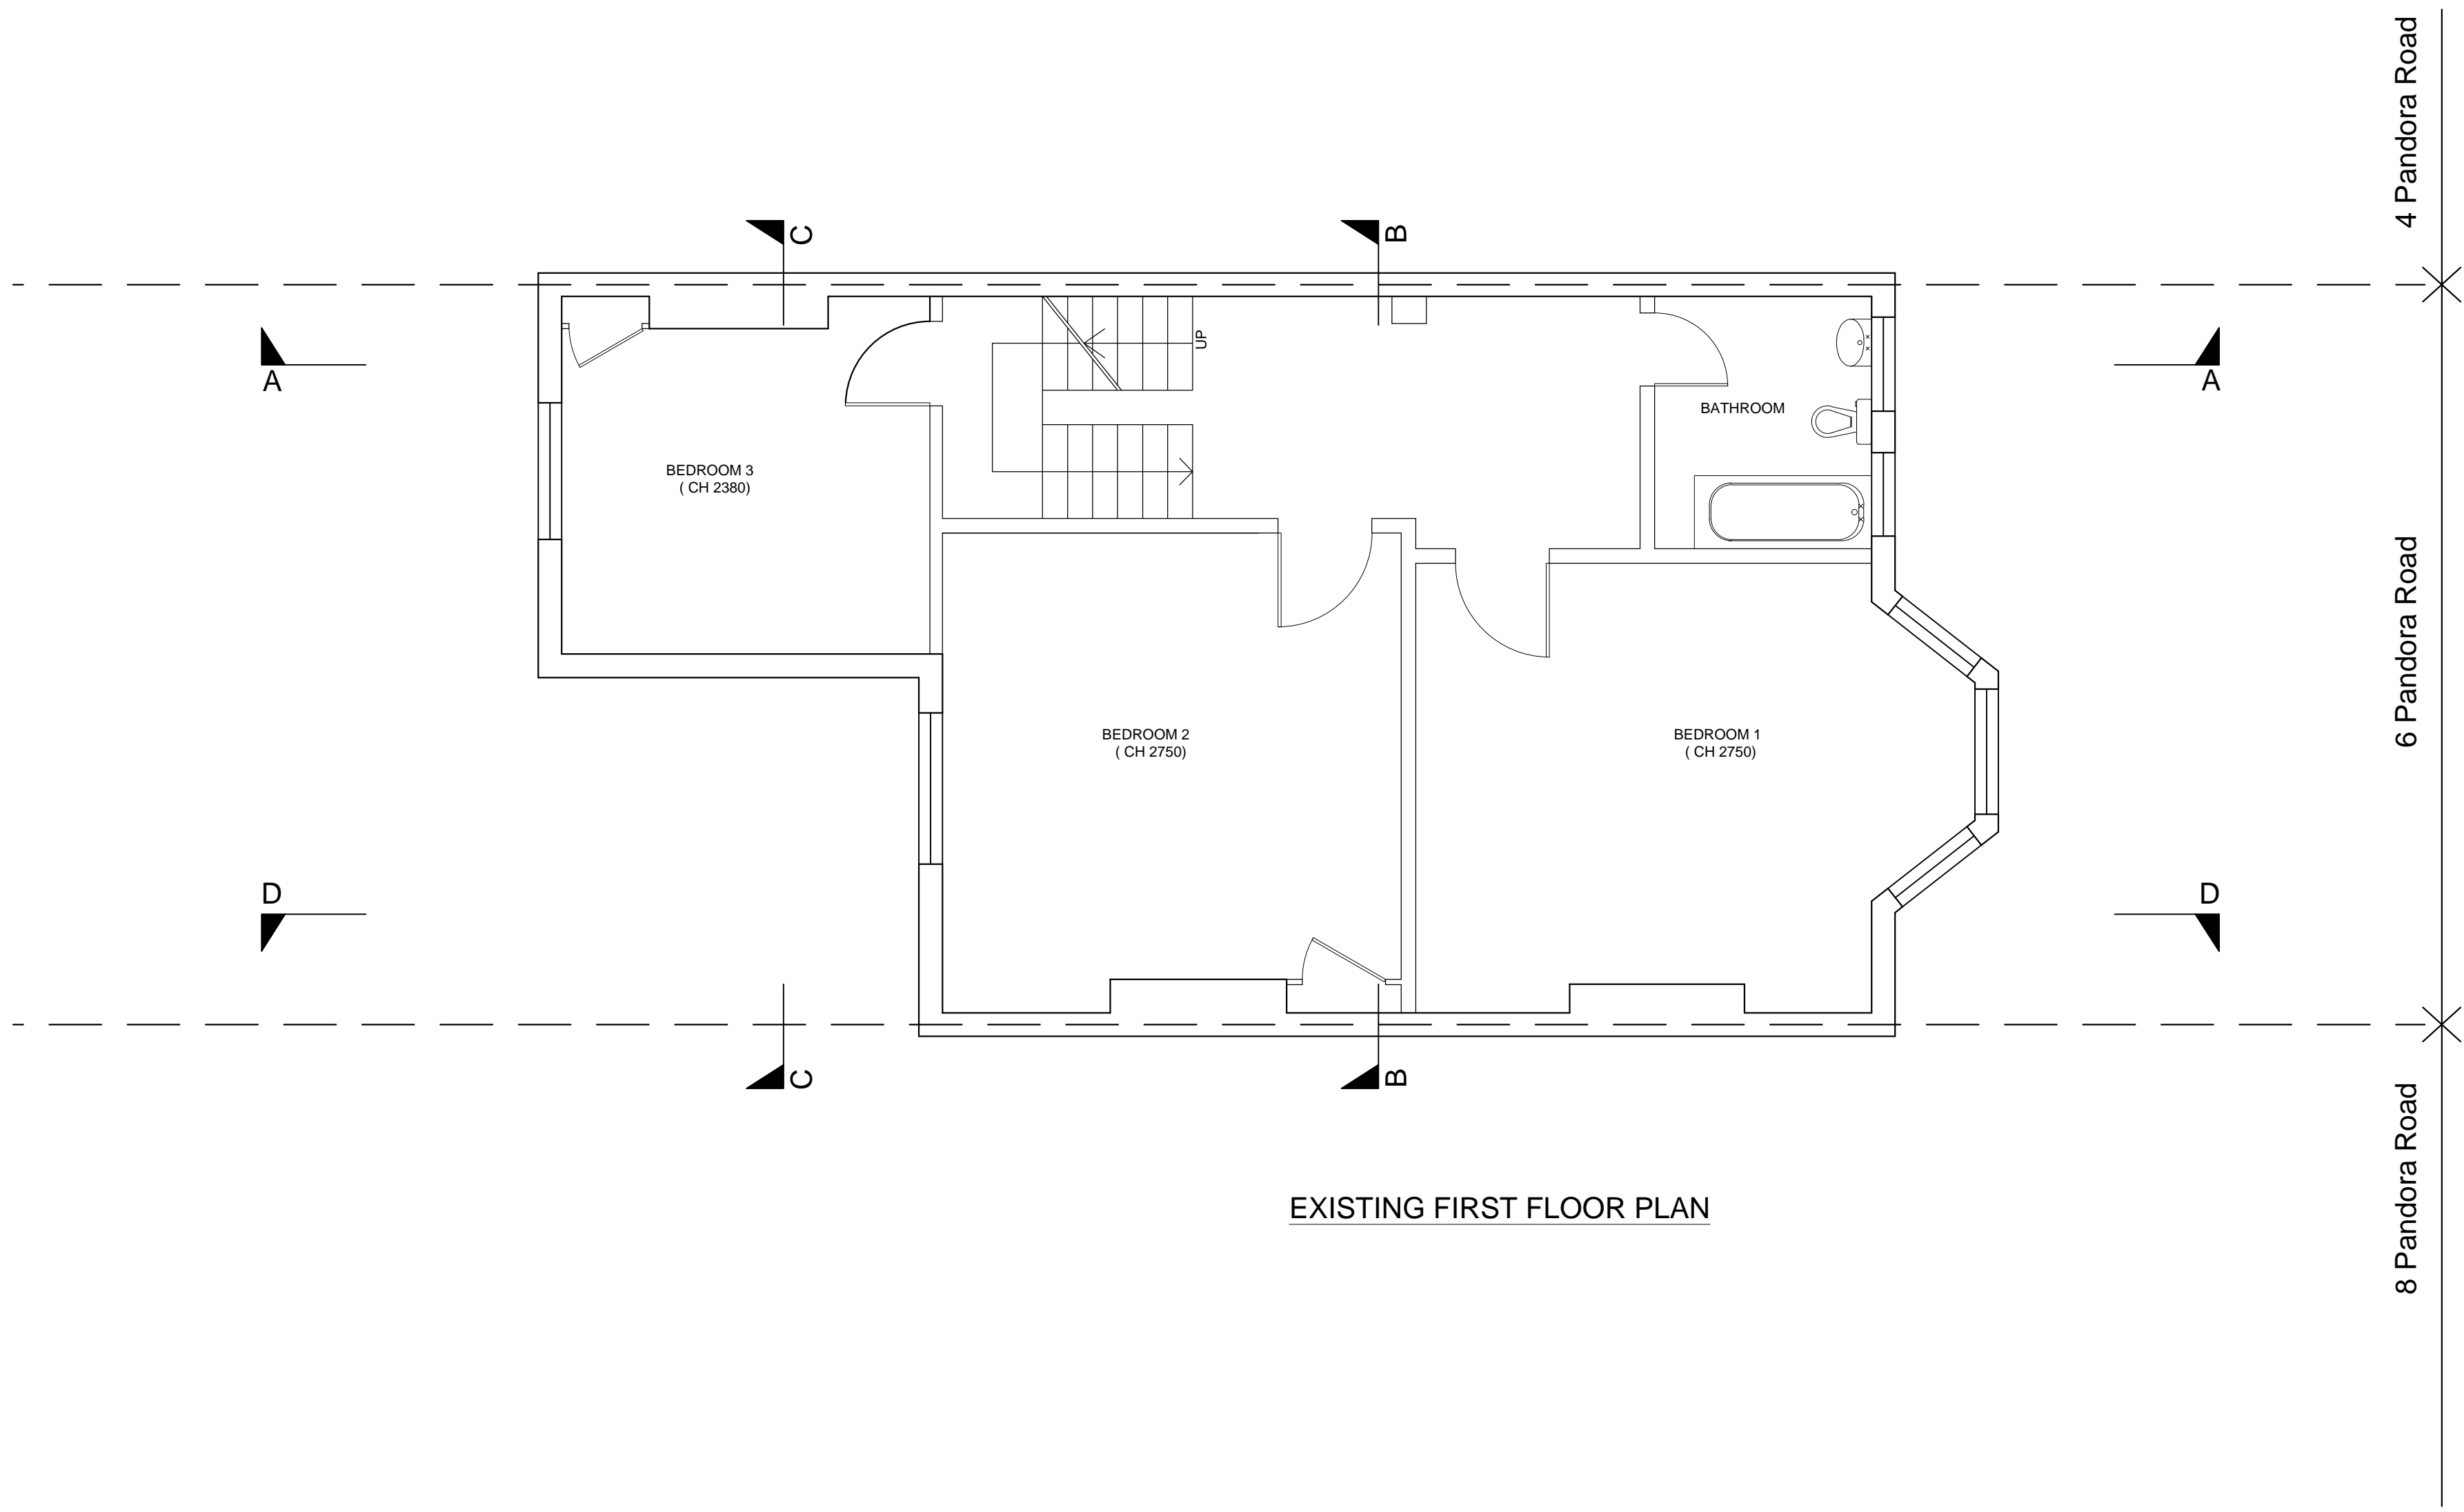 4 Pandora Road
C
B
UP
A
A
BATHROOM
BEDROOM 3
( CH 2380)
6 Pandora Road
BEDROOM 2
( CH 2750)
BEDROOM 1
( CH 2750)
D
D
C
B
8 Pandora Road
EXISTING FIRST FLOOR PLAN